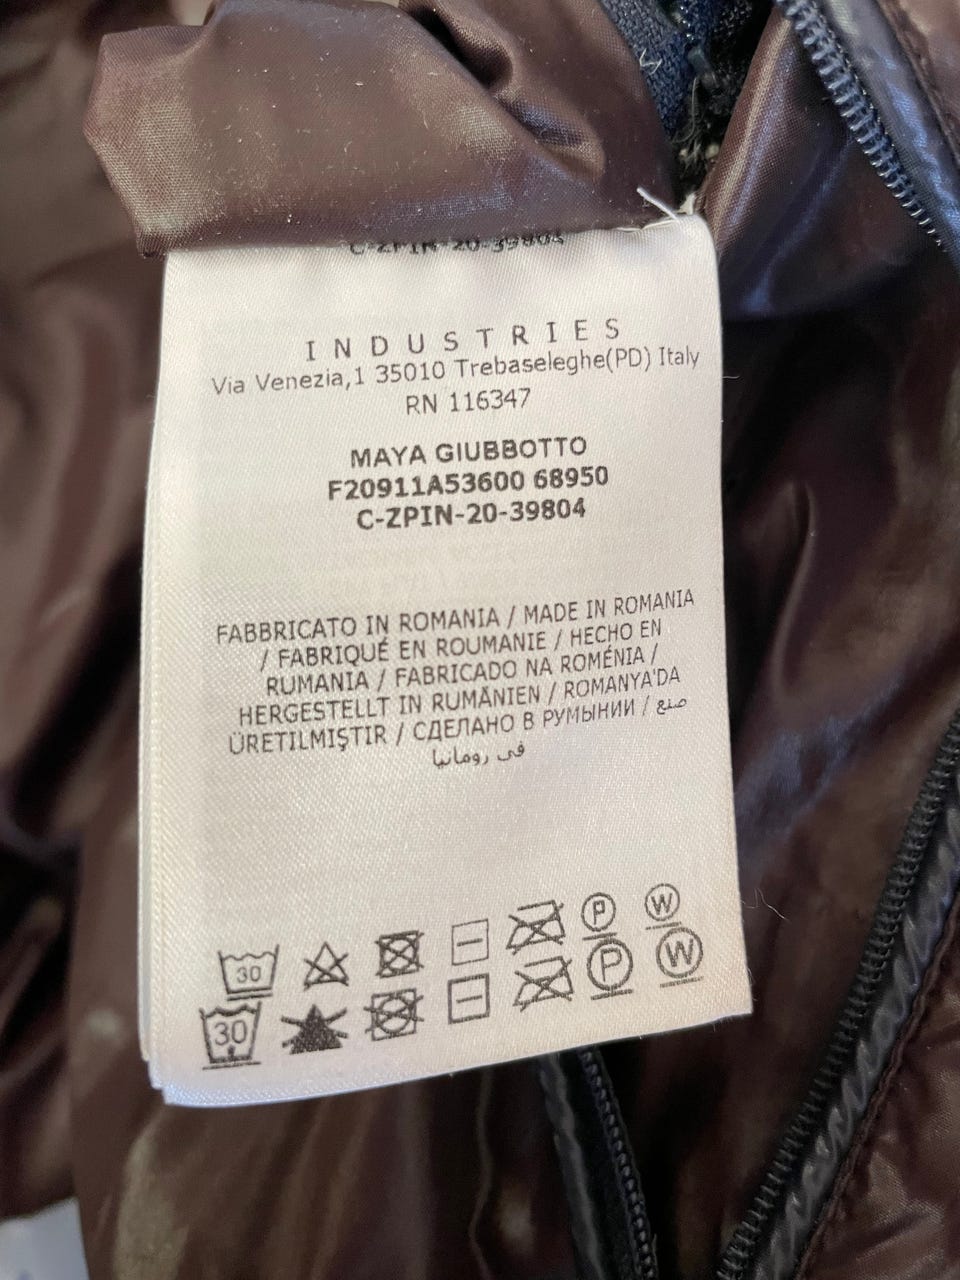 C-ZPIN-20-39804
INDUSTRIES
Via Venezia,1 35010 Trebaseleghe(PD) Italy
RN 116347
MAYA GIUBBOTTO
F20911A53600 68950
C-ZPIN-20-39804
FABBRICATO IN ROMANIA / MADE IN ROMANIA
/ FABRIQUÉ EN ROUMANIE / HECHO EN
RUMANIA / FABRICADO NA ROMÉNIA /
HERGESTELLT IN RUMÄNIEN / ROMANYA'DA
ÜRETILMIŞTIR / СДЕЛАНО В РУМЫНИИ / صنع
في رومانيا
30 P W
30 P W